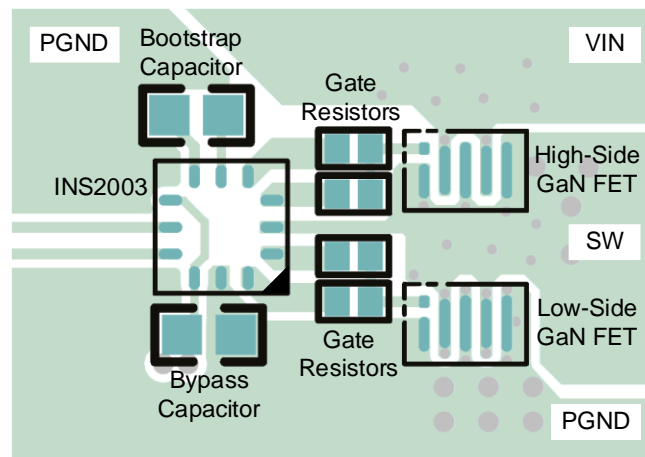 PGND
Bootstrap
Capacitor
VIN
Gate
Resistors
INS2003
High-Side
GaN FET
SW
Low-Side
GaN FET
Gate
Resistors
Bypass
Capacitor
PGND